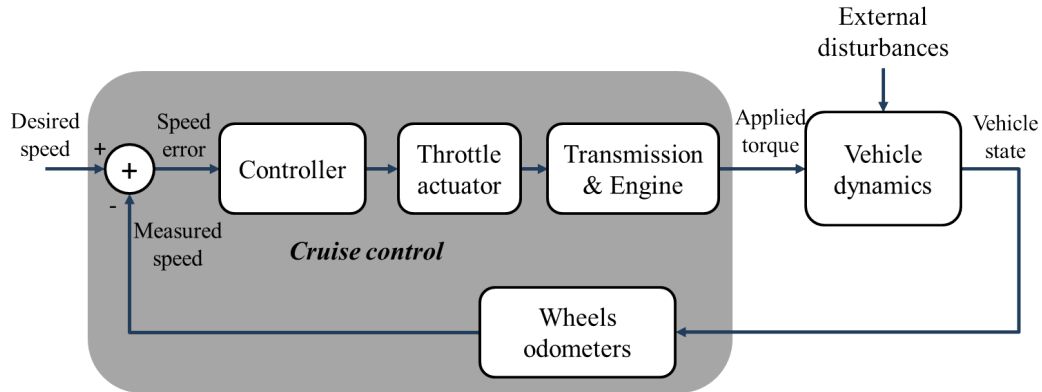 External
disturbances
Desired
speed
+
+
-
Speed
error
Controller
Throttle
actuator
Transmission
& Engine
Applied
torque
Vehicle
dynamics
Vehicle
state
Measured
speed
Cruise control
Wheels
odometers